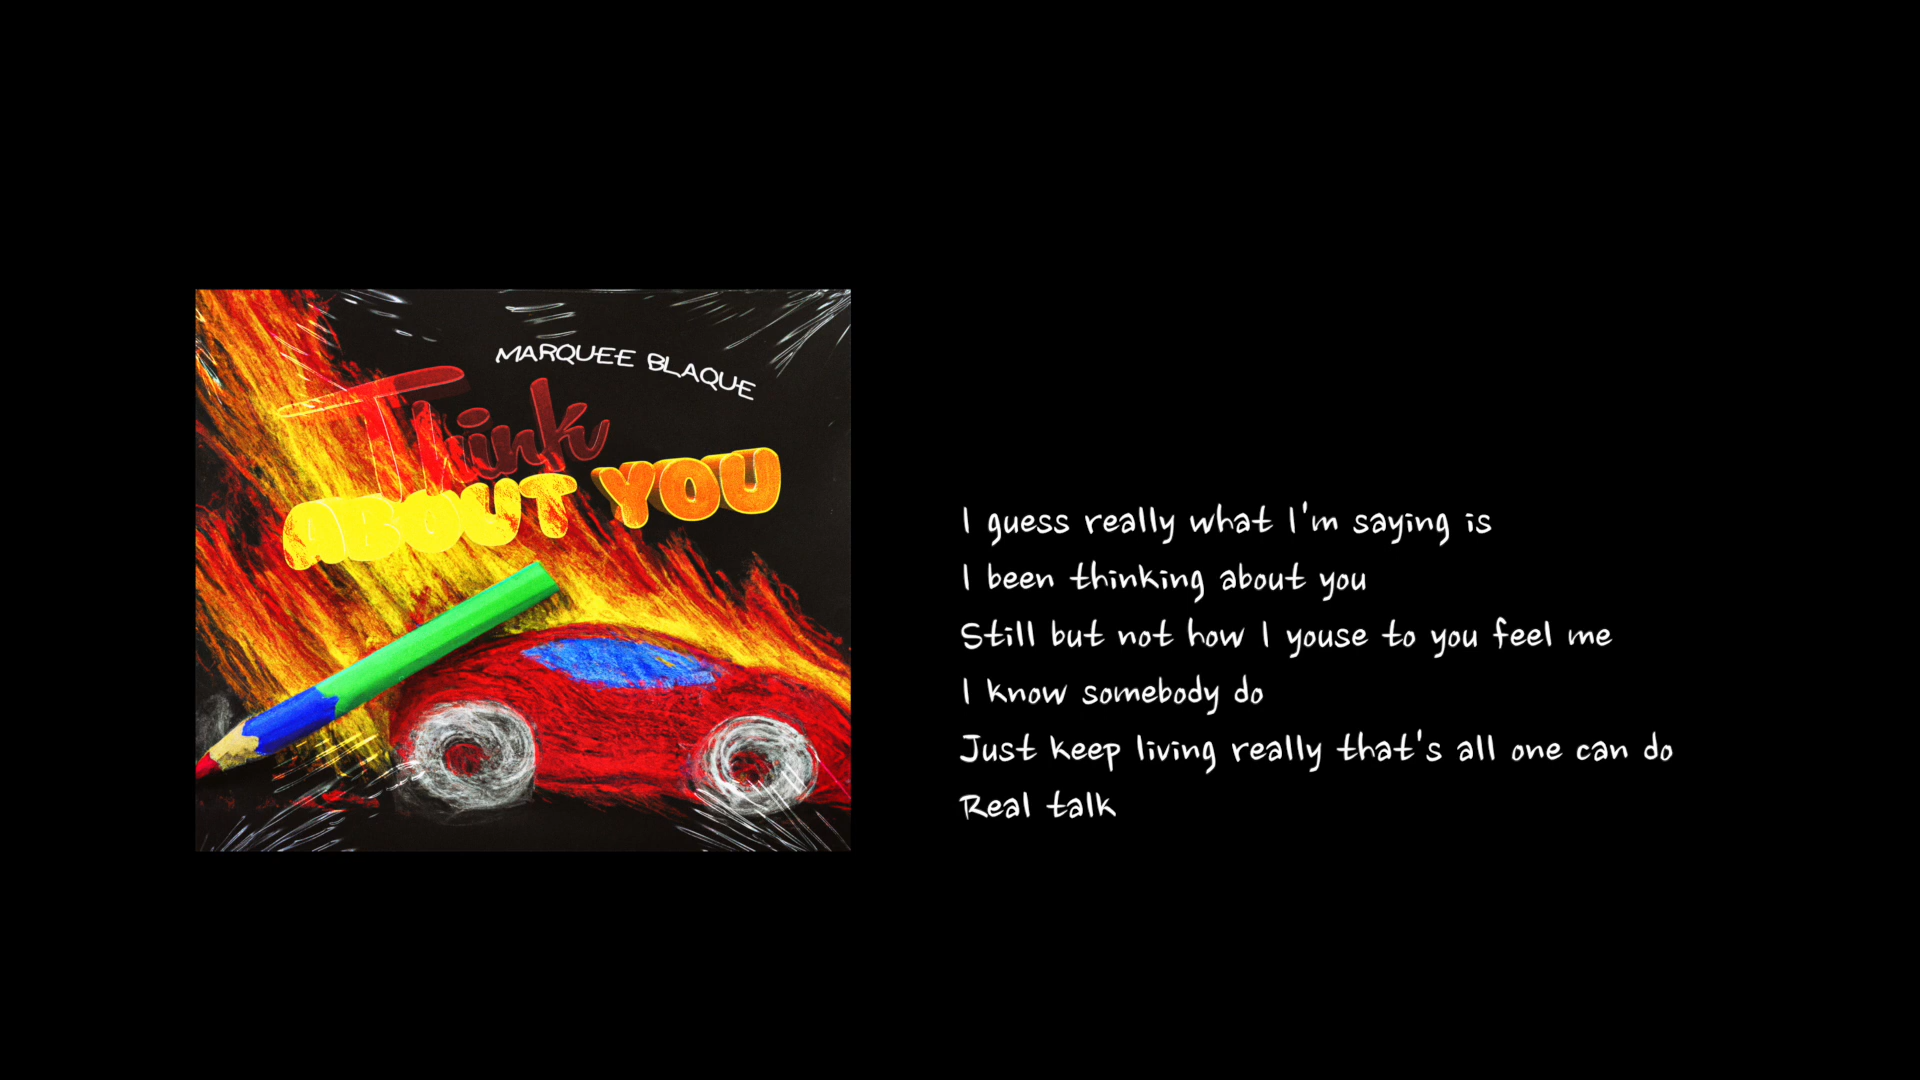 MARQUEE BLAQUE
Think
ABOUT YOU
I guess really what I'm saying is
I been thinking about you
Still but not how I youse to you feel me
I know somebody do
Just keep living really that's all one can do
Real talk